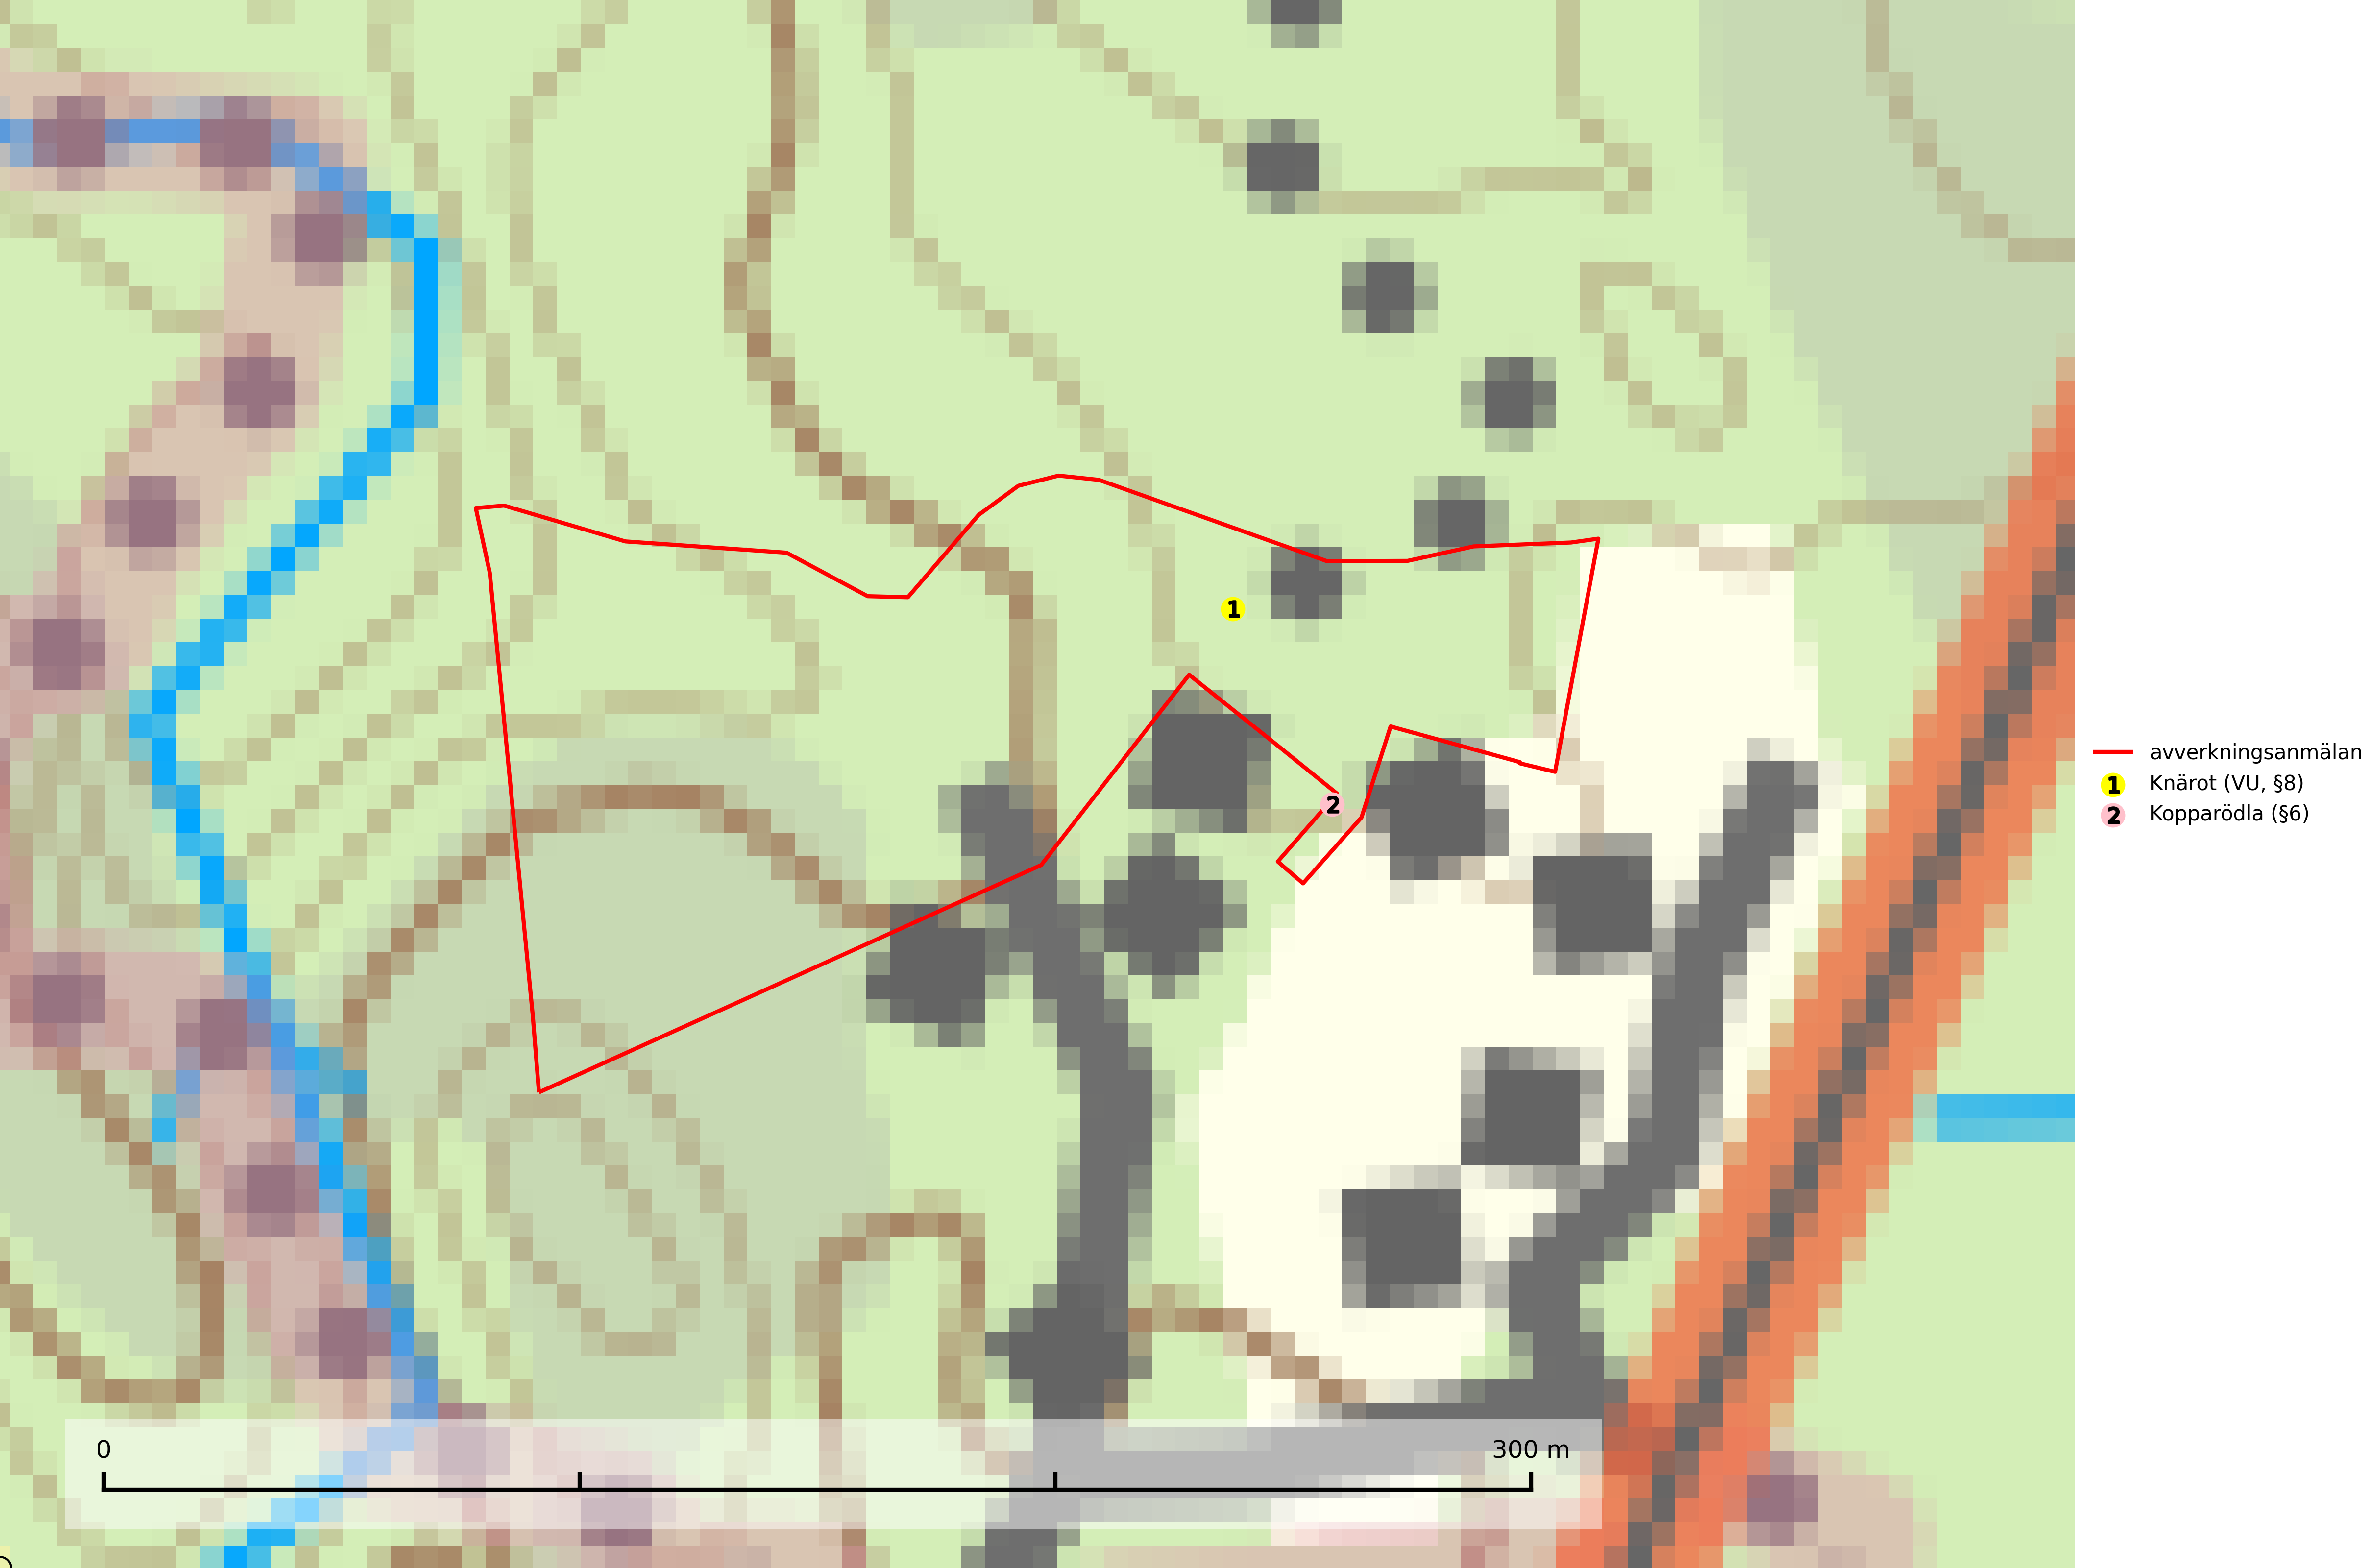 1
2
avverkningsanmälan
1 Knärot (VU, §8)
2 Kopparödla (§6)
0 300 m